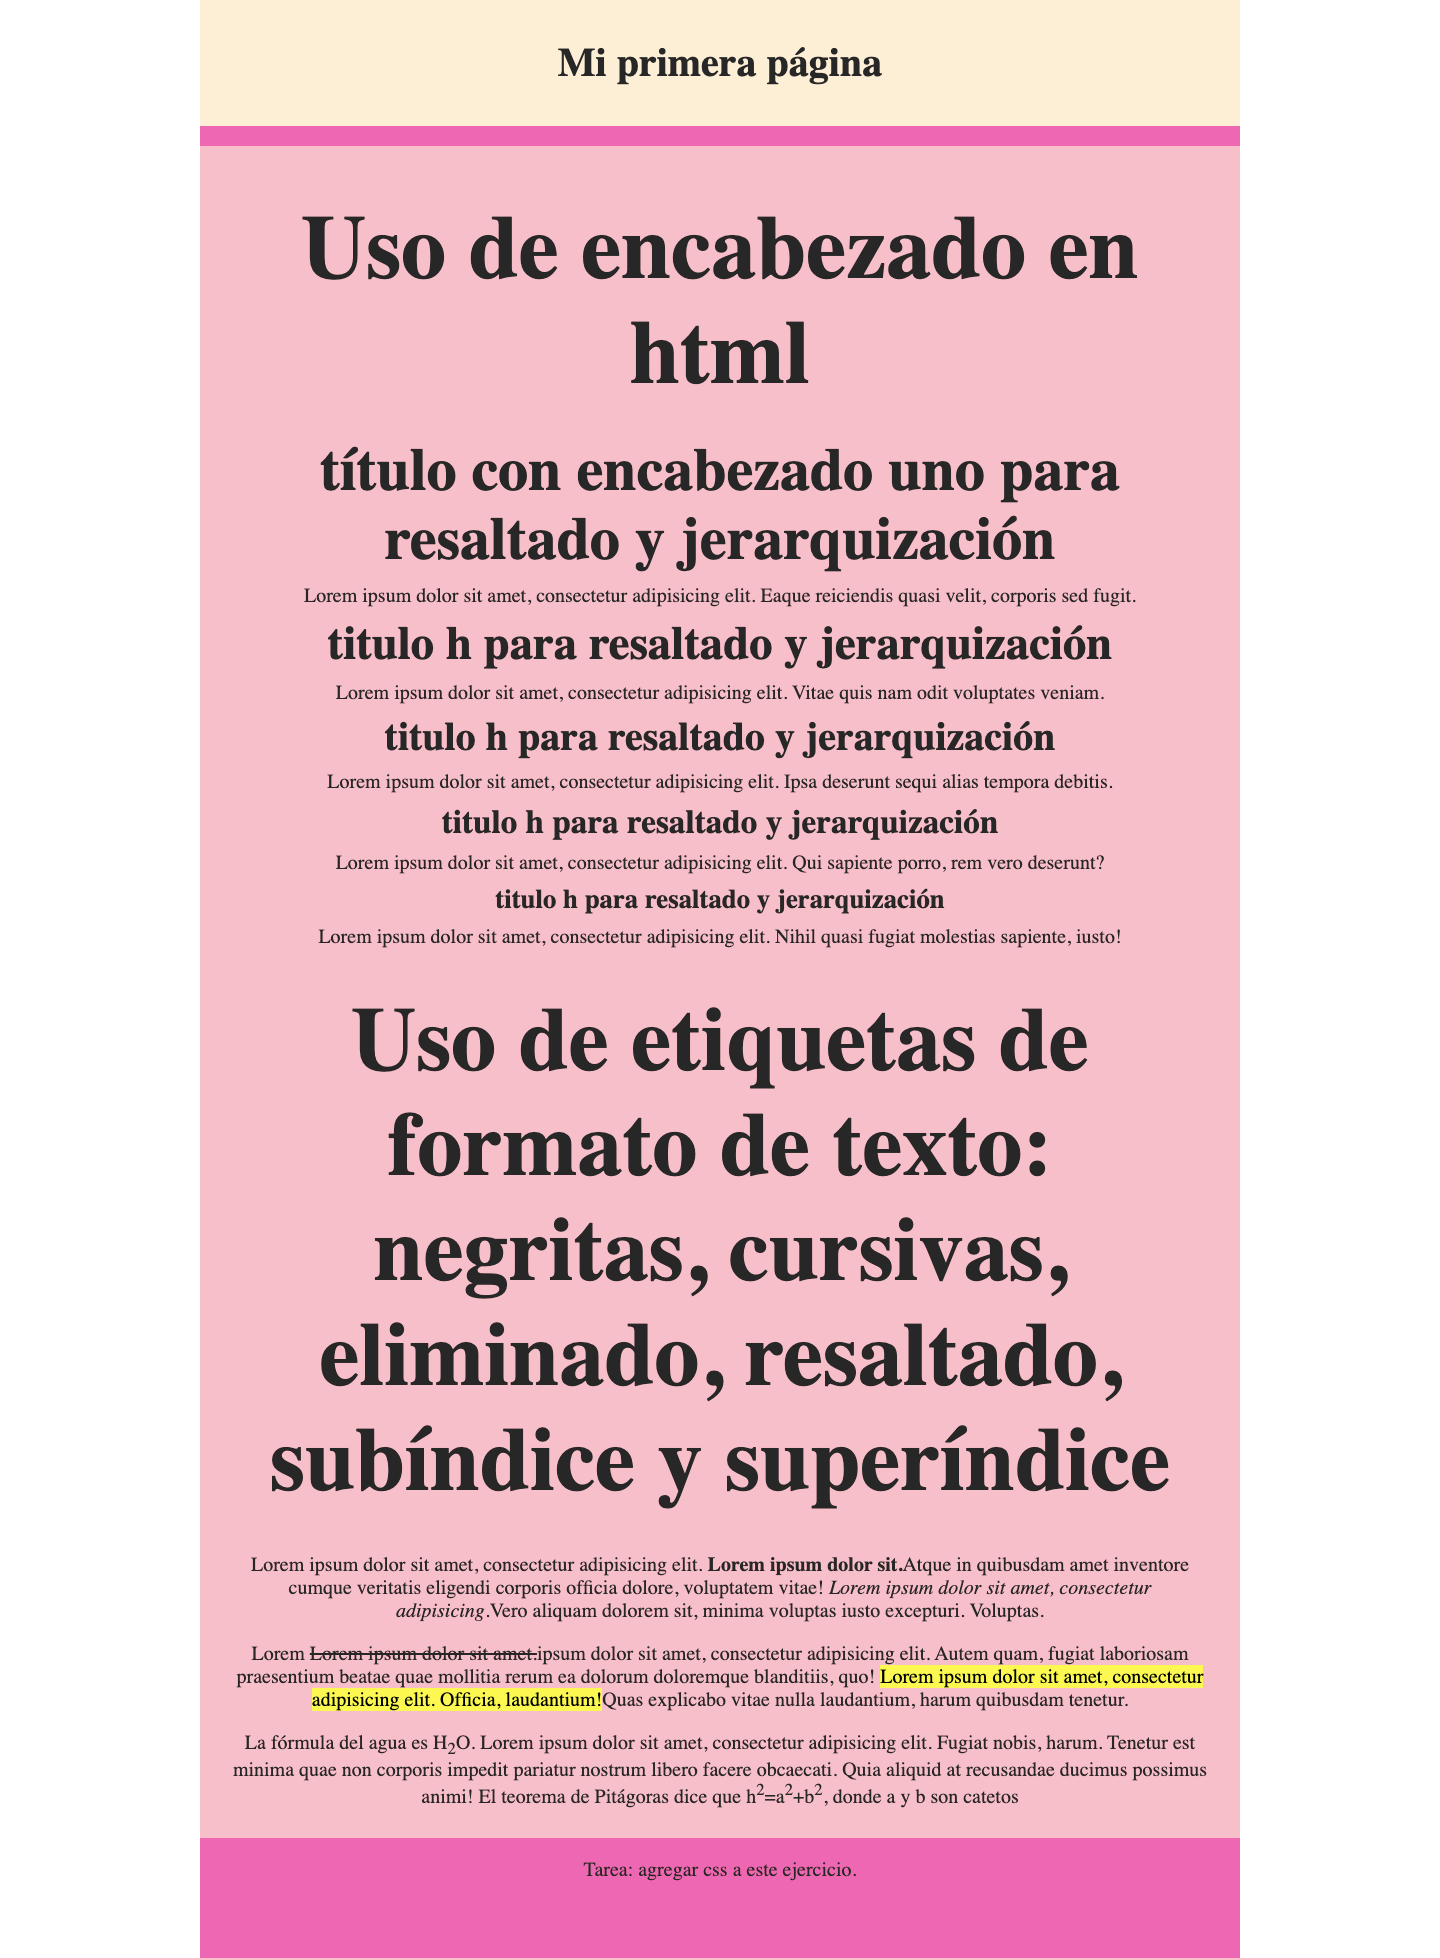 Mi primera página
Uso de encabezado en
html
título con encabezado uno para
resaltado y jerarquización
Lorem ipsum dolor sit amet, consectetur adipisicing elit. Eaque reiciendis quasi velit, corporis sed fugit.
titulo h para resaltado y jerarquización
Lorem ipsum dolor sit amet, consectetur adipisicing elit. Vitae quis nam odit voluptates veniam.
titulo h para resaltado y jerarquización
Lorem ipsum dolor sit amet, consectetur adipisicing elit. Ipsa deserunt sequi alias tempora debitis.
titulo h para resaltado y jerarquización
Lorem ipsum dolor sit amet, consectetur adipisicing elit. Qui sapiente porro, rem vero deserunt?
titulo h para resaltado y jerarquización
Lorem ipsum dolor sit amet, consectetur adipisicing elit. Nihil quasi fugiat molestias sapiente, iusto!
Uso de etiquetas de
formato de texto:
negritas, cursivas,
eliminado, resaltado,
subíndice y superíndice
Lorem ipsum dolor sit amet, consectetur adipisicing elit. Lorem ipsum dolor sit.Atque in quibusdam amet inventore
cumque veritatis eligendi corporis officia dolore, voluptatem vitae! Lorem ipsum dolor sit amet, consectetur
adipisicing.Vero aliquam dolorem sit, minima voluptas iusto excepturi. Voluptas.
Lorem Lorem ipsum dolor sit amet.ipsum dolor sit amet, consectetur adipisicing elit. Autem quam, fugiat laboriosam
praesentium beatae quae mollitia rerum ea dolorum doloremque blanditiis, quo! Lorem ipsum dolor sit amet, consectetur
adipisicing elit. Officia, laudantium!Quas explicabo vitae nulla laudantium, harum quibusdam tenetur.
La fórmula del agua es H₂O. Lorem ipsum dolor sit amet, consectetur adipisicing elit. Fugiat nobis, harum. Tenetur est
minima quae non corporis impedit pariatur nostrum libero facere obcaecati. Quia aliquid at recusandae ducimus possimus
animi! El teorema de Pitágoras dice que h²=a²+b², donde a y b son catetos
Tarea: agregar css a este ejercicio.